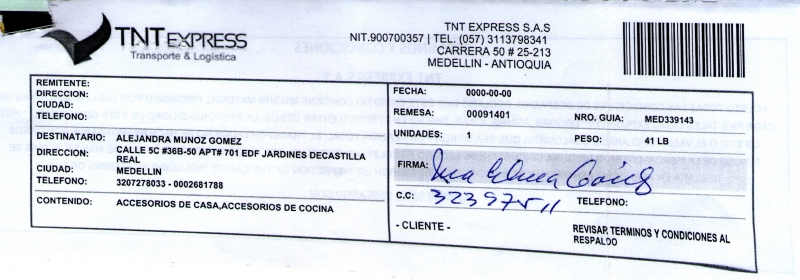 TNT EXPRESS
Transporte & Logística
TNT EXPRESS S.A.S
NIT.900700357 | TEL. (057) 3113798341
CARRERA 50 # 25-213
MEDELLIN - ANTIOQUIA
REMITENTE:
DIRECCION:
CIUDAD:
TELEFONO:
FECHA: 0000-00-00
REMESA: 00091401 NRO. GUIA: MED339143
UNIDADES: 1 PESO: 41 LB
DESTINATARIO: ALEJANDRA MUNOZ GOMEZ
DIRECCION: CALLE 5C #36B-50 APT# 701 EDF JARDINES DECASTILLA
REAL
CIUDAD: MEDELLIN
TELEFONO: 3207278033 - 0002681788
CONTENIDO: ACCESORIOS DE CASA,ACCESORIOS DE COCINA
FIRMA:
C.C: 32397511 TELEFONO:
- CLIENTE -
REVISAR TERMINOS Y CONDICIONES AL
RESPALDO